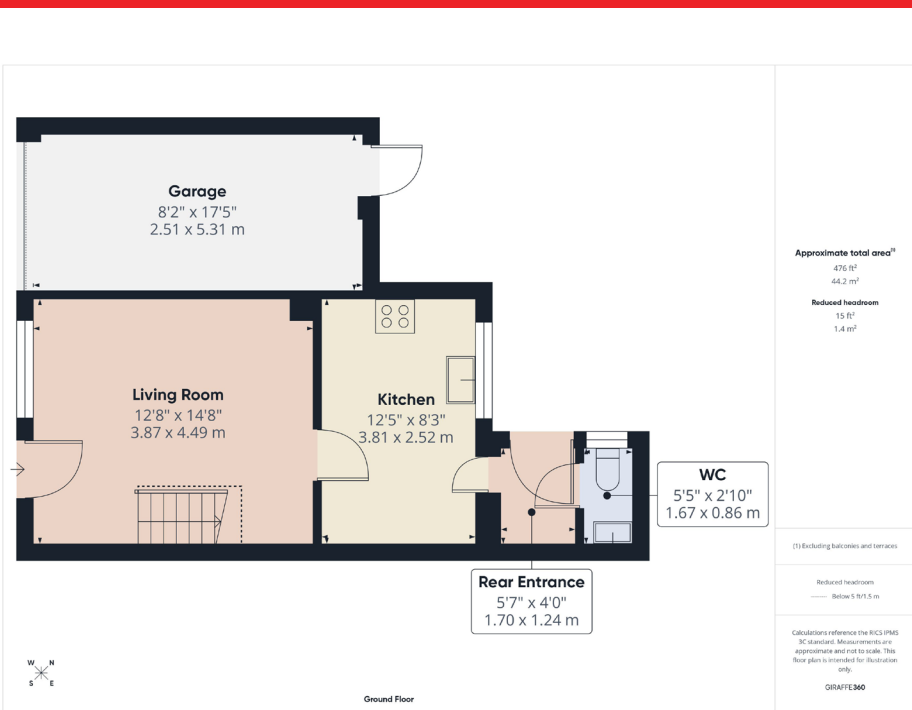 Garage
8'2" x 17'5"
2.51 x 5.31 m
Living Room
12'8" x 14'8"
3.87 x 4.49 m
Kitchen
12'5" x 8'3"
3.81 x 2.52 m
WC
5'5" x 2'10"
1.67 x 0.86 m
Rear Entrance
5'7" x 4'0"
1.70 x 1.24 m
W N
S E
Ground Floor
Approximate total area(1)
476 ft²
44.2 m²
Reduced headroom
15 ft²
1.4 m²
(1) Excluding balconies and terraces
Reduced headroom
Below 5 ft/1.5 m
Calculations reference the RICS IPMS
3C standard. Measurements are
approximate and not to scale. This
floor plan is intended for illustration
only.
GIRAFFE360